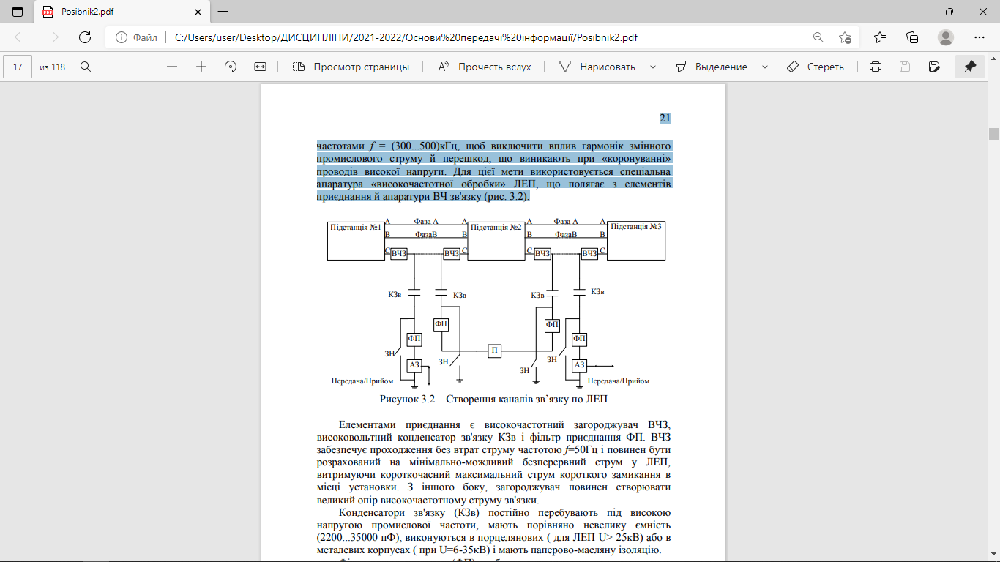 Posibnik2.pdf
Файл
C:/Users/user/Desktop/ДИСЦИПЛІНИ/2021-2022/Основи%20передачі%20інформації/Posibnik2.pdf
17 из 118 Просмотр страницы Прочесть вслух Нарисовать Выделение Стереть
21
частотами f = (300...500)кГц, щоб виключити вплив гармонік змінного
промислового струму й перешкод, що виникають при «коронуванні»
проводів високої напруги. Для цієї мети використовується спеціальна
апаратура «високочастотної обробки» ЛЕП, що полягає з елементів
приєднання й апаратури ВЧ зв'язку (рис. 3.2).
А Фаза А А А Фаза А А
Підстанція №1 Підстанція №2 Підстанція №3
В ФазаВ В В ФазаВ В
С ВЧЗ ВЧЗ С С ВЧЗ ВЧЗ С
КЗв КЗв КЗв КЗв
ФП ФП
ФП ФП
ЗН П ЗН
АЗ ЗН ЗН АЗ
Передача/Прийом Передача/Прийом
Рисунок 3.2 – Створення каналів зв’язку по ЛЕП
Елементами приєднання є високочастотний загороджувач ВЧЗ,
високовольтний конденсатор зв'язку КЗв і фільтр приєднання ФП. ВЧЗ
забезпечує проходження без втрат струму частотою f=50Гц і повинен бути
розрахований на мінімально-можливий безперервний струм у ЛЕП,
витримуючи короткочасний максимальний струм короткого замикання в
місці установки. З іншого боку, загороджувач повинен створювати
великий опір високочастотному струму зв'язки.
Конденсатори зв'язку (КЗв) постійно перебувають під високою
напругою промислової частоти, мають порівняно невелику ємність
(2200...35000 пФ), виконуються в порцелянових ( для ЛЕП U> 25кВ) або в
металевих корпусах ( при U=6-35кВ) і мають паперово-масляну ізоляцію.